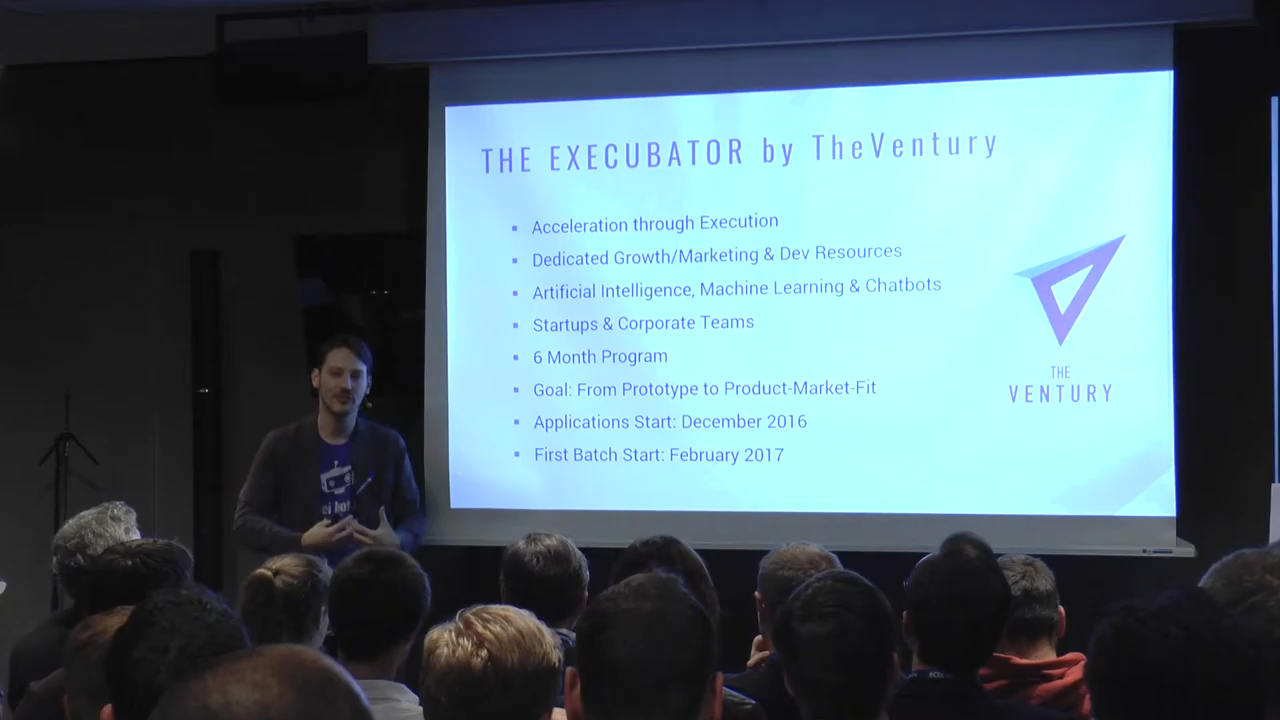 THE EXECUBATOR by TheVentury
Acceleration through Execution
Dedicated Growth/Marketing & Dev Resources
Artificial Intelligence, Machine Learning & Chatbots
Startups & Corporate Teams
6 Month Program
Goal: From Prototype to Product-Market-Fit
Applications Start: December 2016
First Batch Start: February 2017
THE
VENTURY